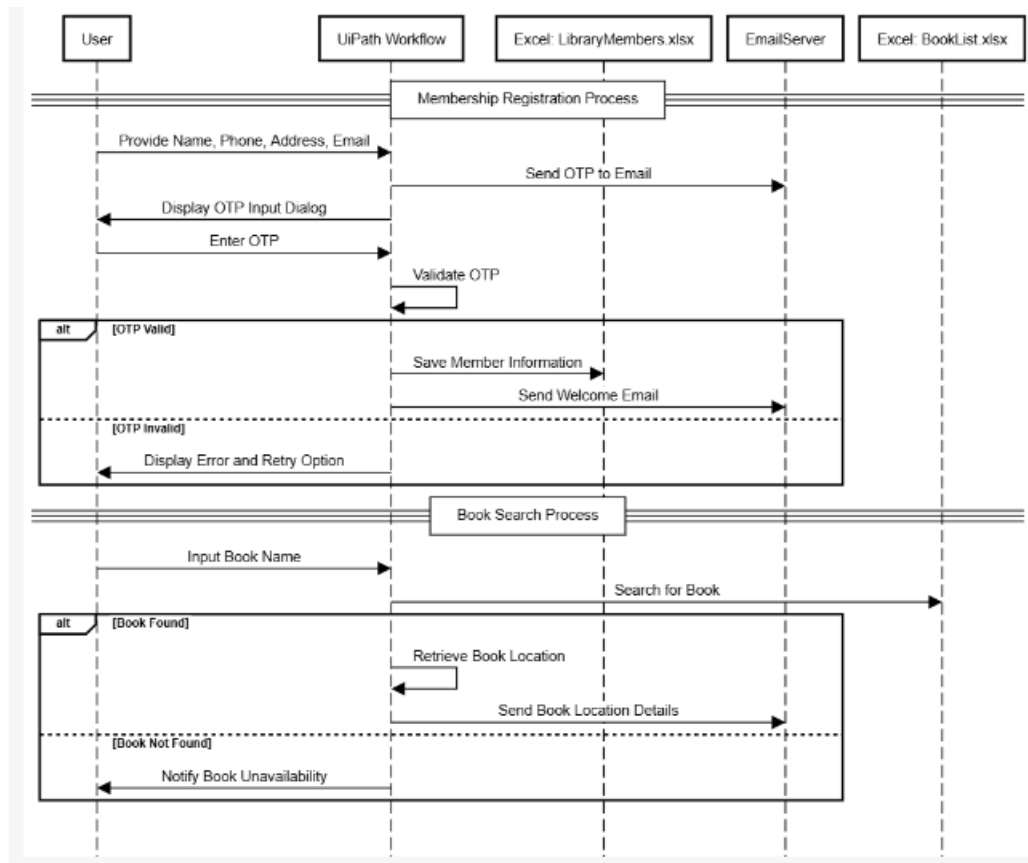 User
UiPath Workflow
Excel: LibraryMembers.xlsx
EmailServer
Excel: BookList.xlsx
Membership Registration Process
Provide Name, Phone, Address, Email
Send OTP to Email
Display OTP Input Dialog
Enter OTP
Validate OTP
alt
[OTP Valid]
Save Member Information
Send Welcome Email
[OTP Invalid]
Display Error and Retry Option
Book Search Process
Input Book Name
Search for Book
alt
[Book Found]
Retrieve Book Location
Send Book Location Details
[Book Not Found]
Notify Book Unavailability